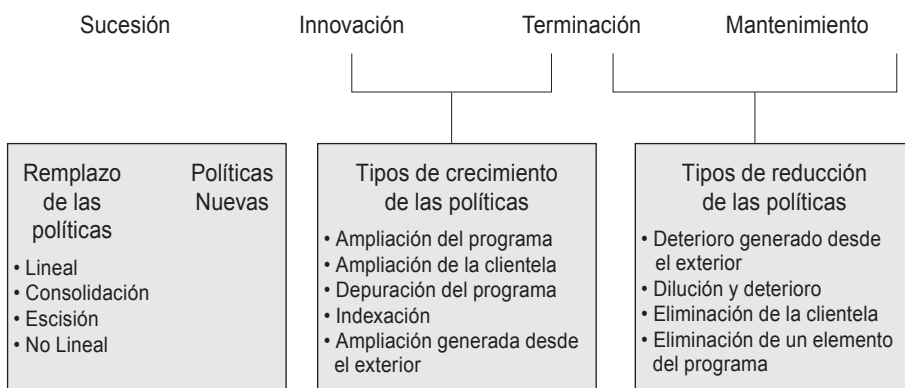 Sucesión Innovación Terminación Mantenimiento
Remplazo
de las
políticas
Políticas
Nuevas
• Lineal
• Consolidación
• Escisión
• No Lineal
Tipos de crecimiento
de las políticas
• Ampliación del programa
• Ampliación de la clientela
• Depuración del programa
• Indexación
• Ampliación generada desde
el exterior
Tipos de reducción
de las políticas
• Deterioro generado desde
el exterior
• Dilución y deterioro
• Eliminación de la clientela
• Eliminación de un elemento
del programa